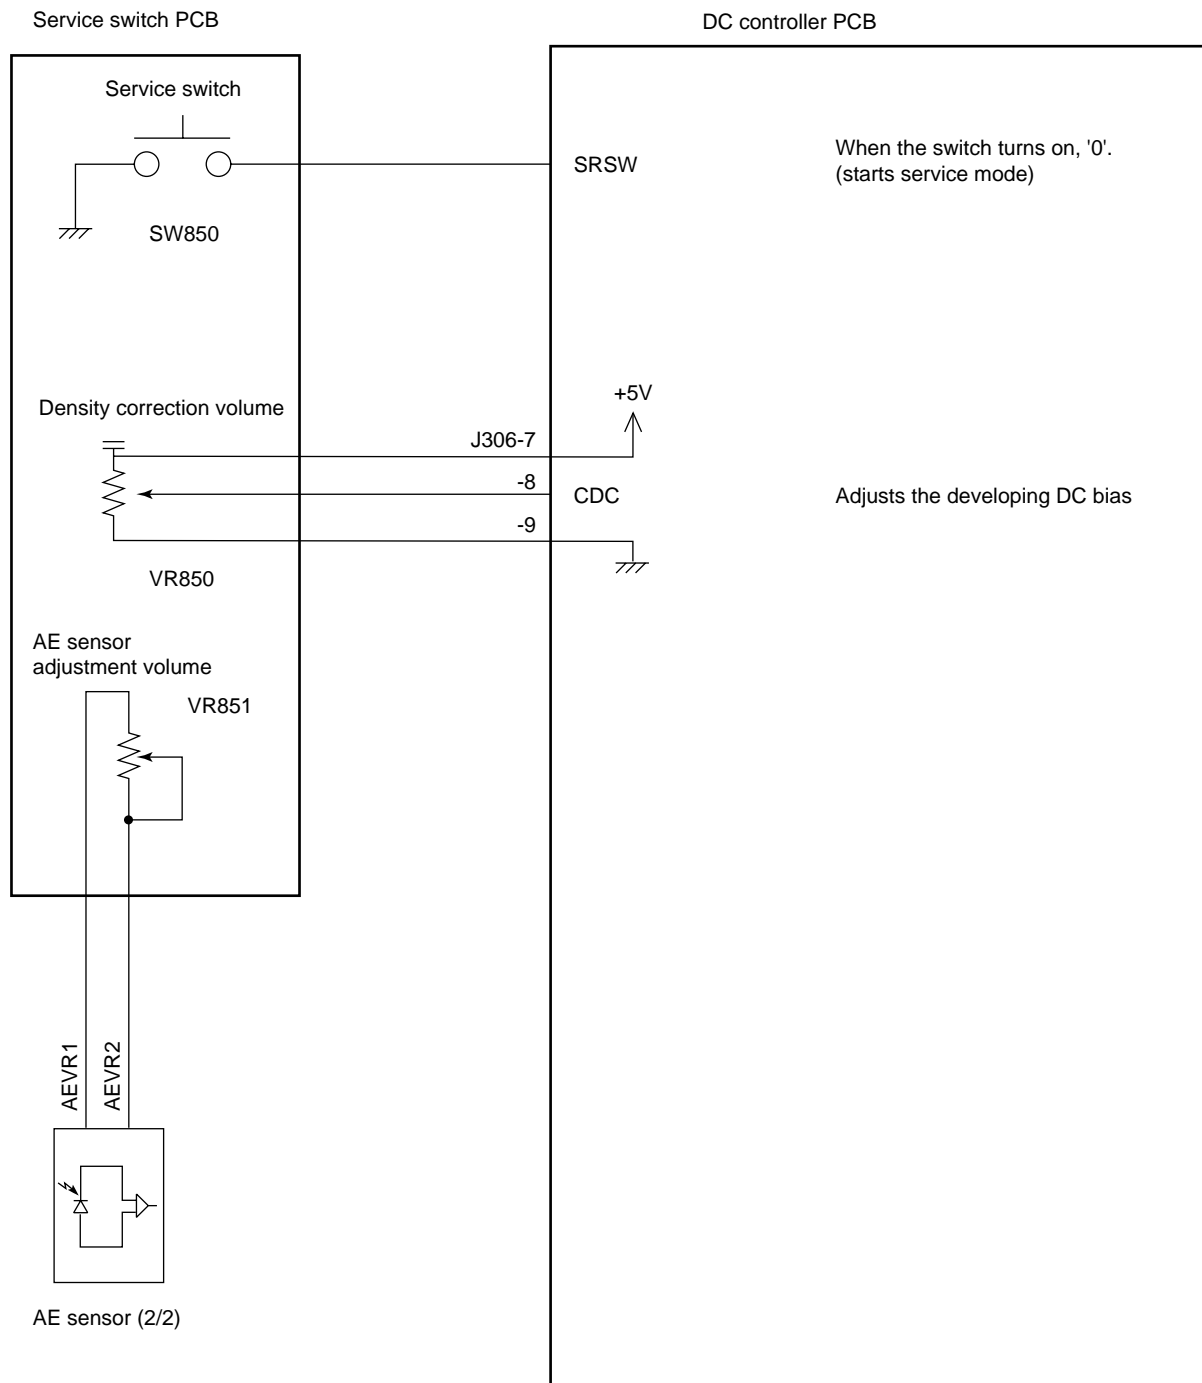 Service switch PCB
DC controller PCB
Service switch
SRSW
When the switch turns on, '0'.
(starts service mode)
SW850
+5V
Density correction volume
J306-7
-8
CDC
Adjusts the developing DC bias
-9
VR850
AE sensor
adjustment volume
VR851
AEVR1
AEVR2
AE sensor (2/2)